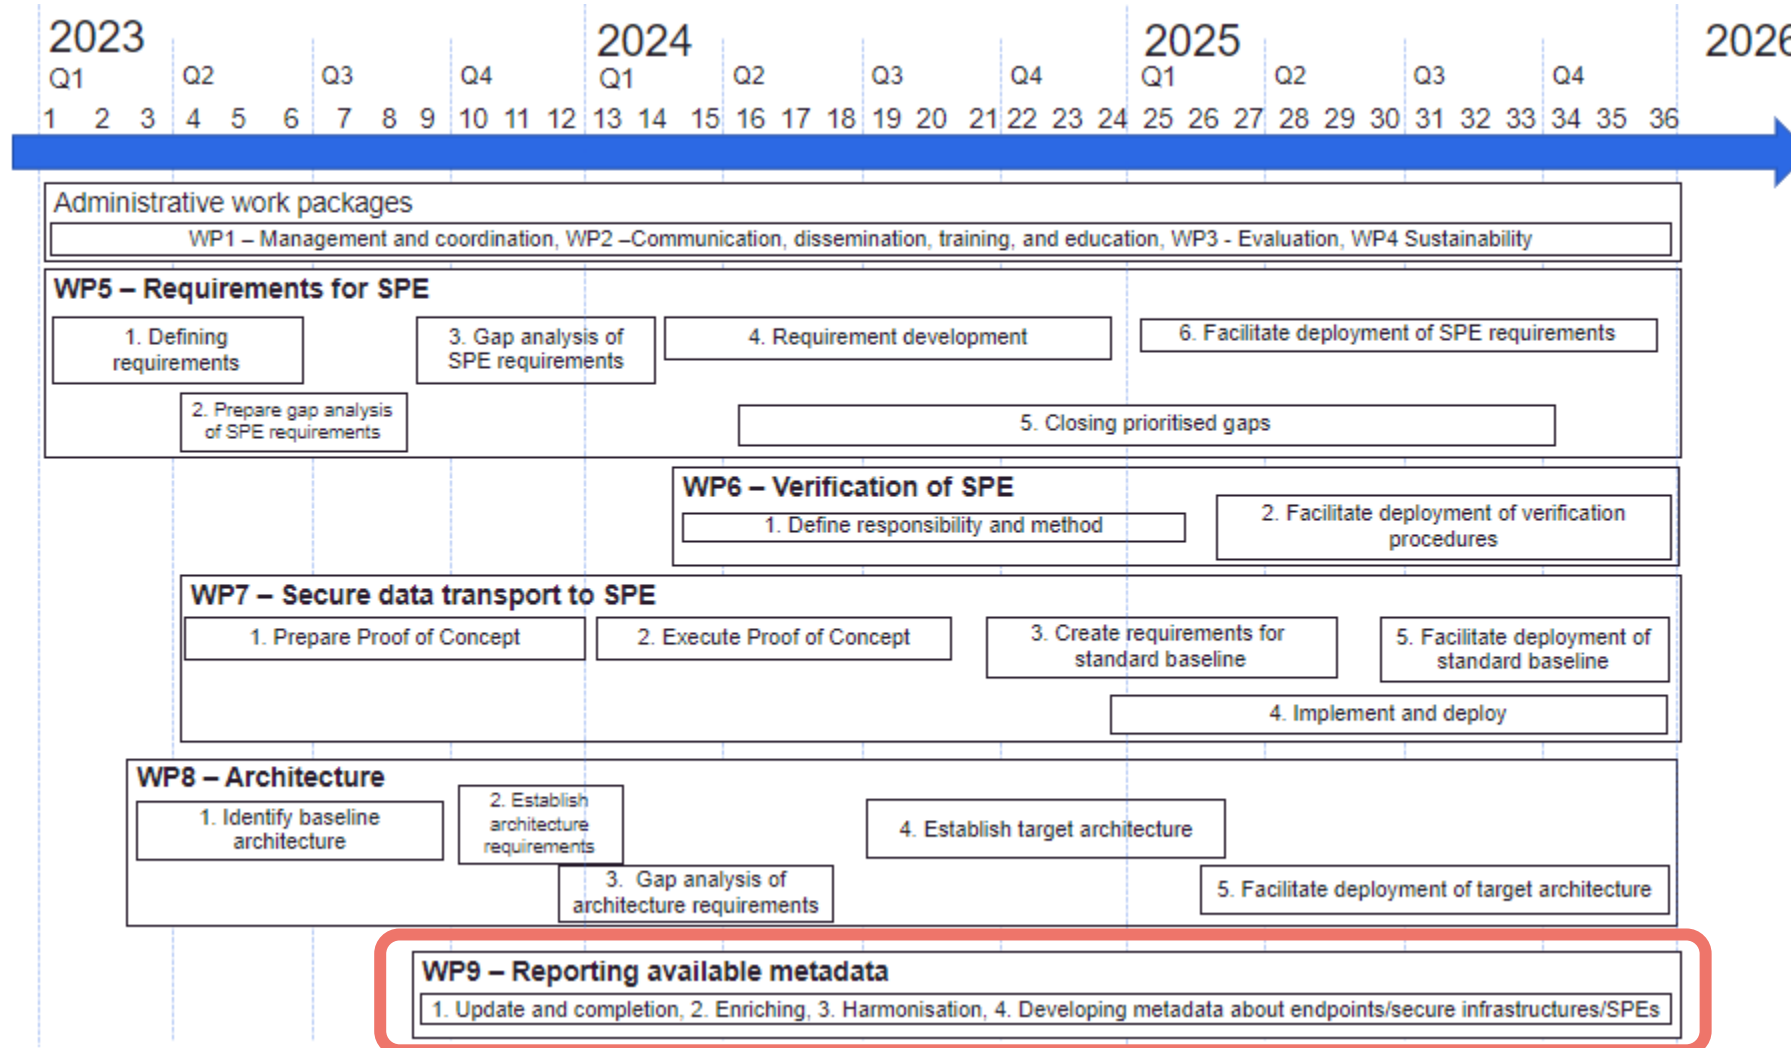 2023
2024
2025
2026
Q1
Q2
Q3
Q4
Q1
Q2
Q3
Q4
Q1
Q2
Q3
Q4
1 2 3 4 5 6 7 8 9 10 11 12 13 14 15 16 17 18 19 20 21 22 23 24 25 26 27 28 29 30 31 32 33 34 35 36
Administrative work packages
WP1 – Management and coordination, WP2 –Communication, dissemination, training, and education, WP3 - Evaluation, WP4 Sustainability
WP5 – Requirements for SPE
1. Defining
requirements
3. Gap analysis of
SPE requirements
4. Requirement development
6. Facilitate deployment of SPE requirements
2. Prepare gap analysis
of SPE requirements
5. Closing prioritised gaps
WP6 – Verification of SPE
1. Define responsibility and method
2. Facilitate deployment of verification
procedures
WP7 – Secure data transport to SPE
1. Prepare Proof of Concept
2. Execute Proof of Concept
3. Create requirements for
standard baseline
5. Facilitate deployment of
standard baseline
4. Implement and deploy
WP8 – Architecture
1. Identify baseline
architecture
2. Establish
architecture
requirements
4. Establish target architecture
3. Gap analysis of
architecture requirements
5. Facilitate deployment of target architecture
WP9 – Reporting available metadata
1. Update and completion, 2. Enriching, 3. Harmonisation, 4. Developing metadata about endpoints/secure infrastructures/SPEs